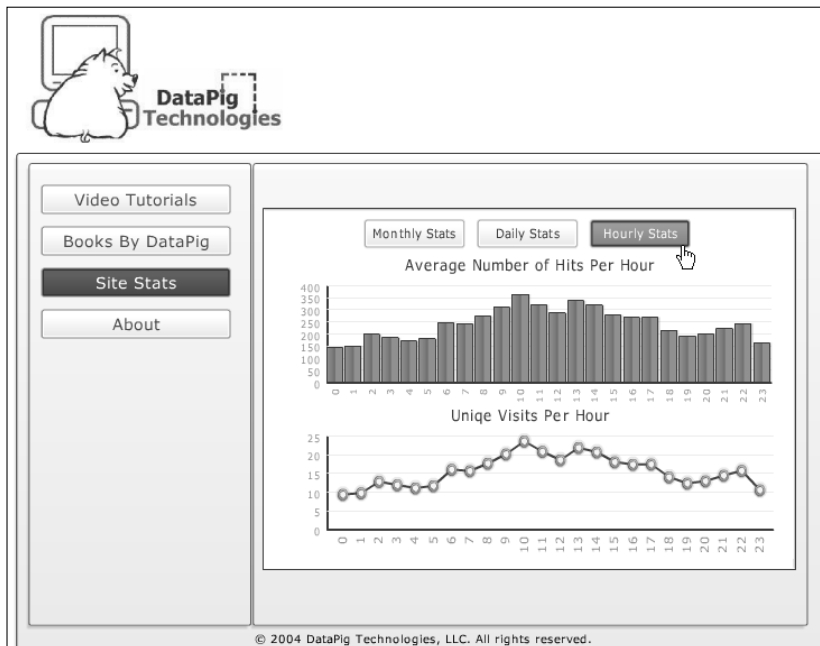 DataPig
Technologies
Video Tutorials
Books By DataPig
Site Stats
About
Monthly Stats Daily Stats Hourly Stats
Average Number of Hits Per Hour
400
350
300
250
200
150
100
50
0
0 1 2 3 4 5 6 7 8 9 10 11 12 13 14 15 16 17 18 19 20 21 22 23
Uniqe Visits Per Hour
25
20
15
10
5
0
0 1 2 3 4 5 6 7 8 9 10 11 12 13 14 15 16 17 18 19 20 21 22 23
© 2004 DataPig Technologies, LLC. All rights reserved.